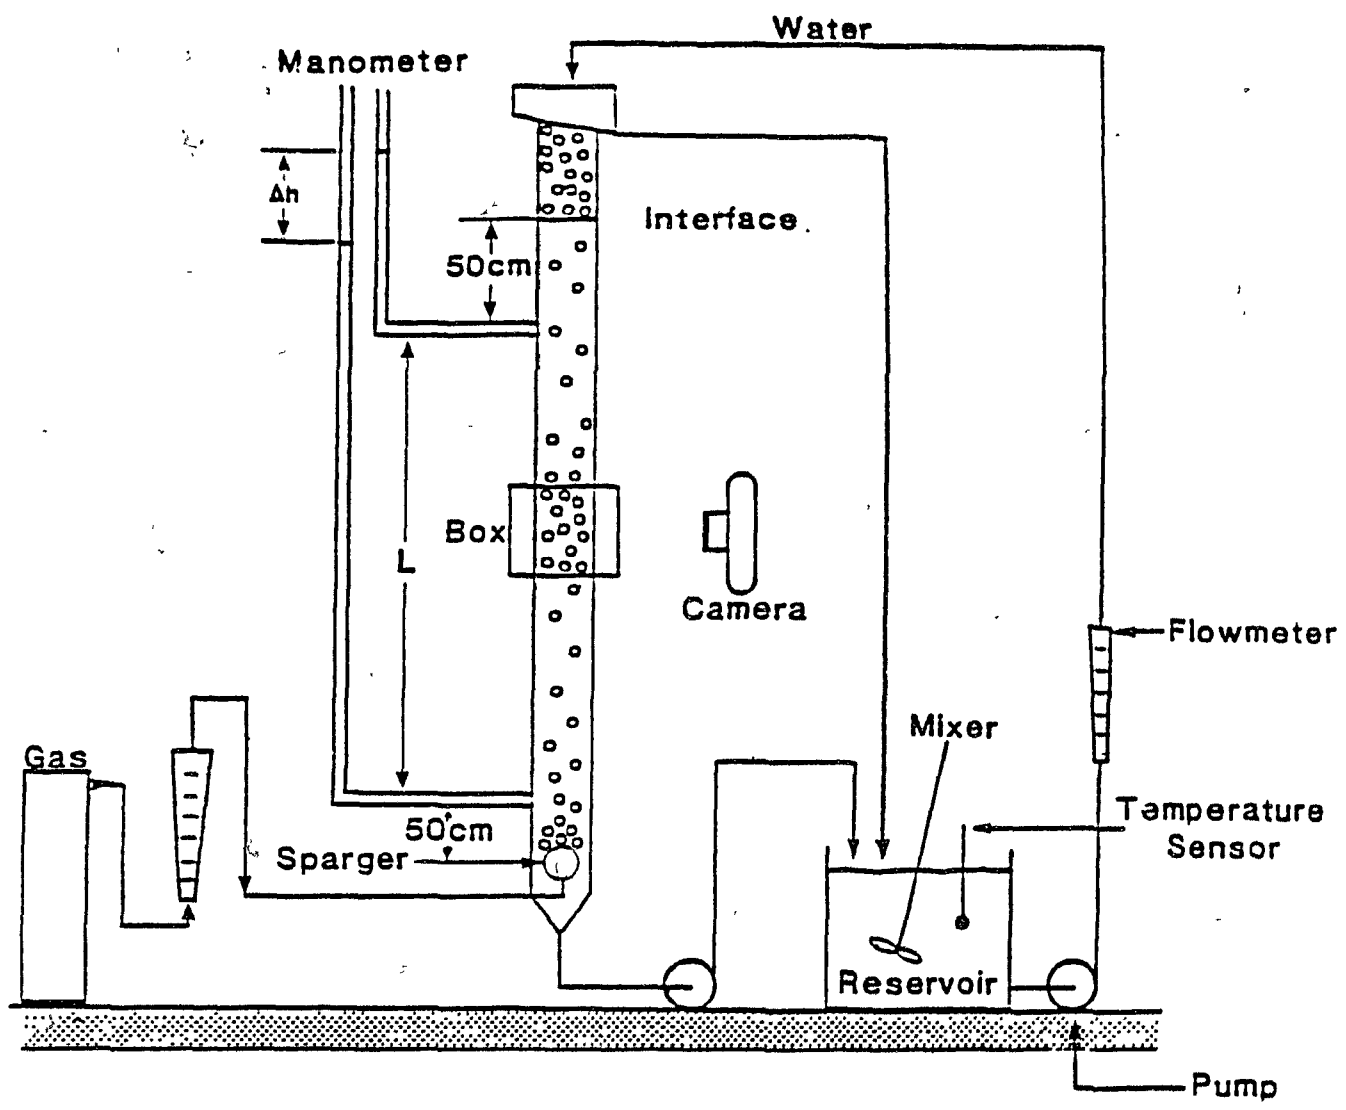 Water
Manometer
Δh
Interface
50cm
Box
L
Camera
Flowmeter
Mixer
Gas
Temperature
Sensor
50cm
Sparger
Reservoir
Pump